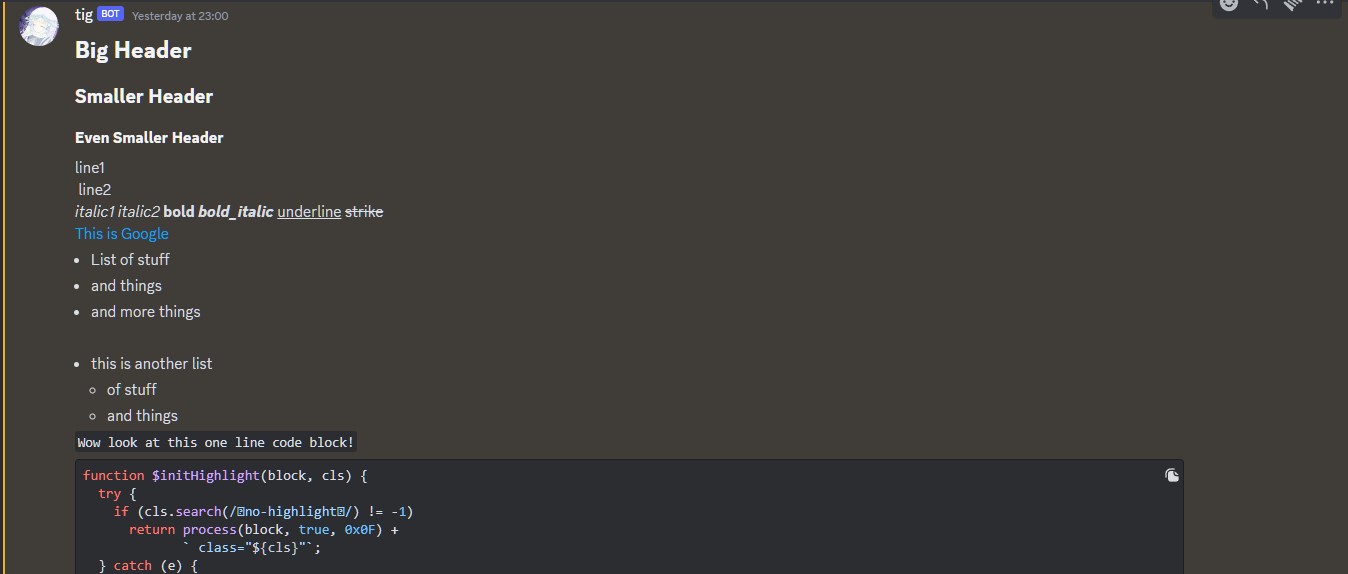 tig BOT Yesterday at 23:00
Big Header
Smaller Header
Even Smaller Header
line1
line2
italic1 italic2 bold bold_italic underline strike
This is Google
• List of stuff
• and things
• and more things
• this is another list
◦ of stuff
◦ and things
Wow look at this one line code block!
function $initHighlight(block, cls) {
  try {
    if (cls.search(/no-highlight/) != -1)
      return process(block, true, 0x0F) +
             ` class="${cls}"`;
  } catch (e) {